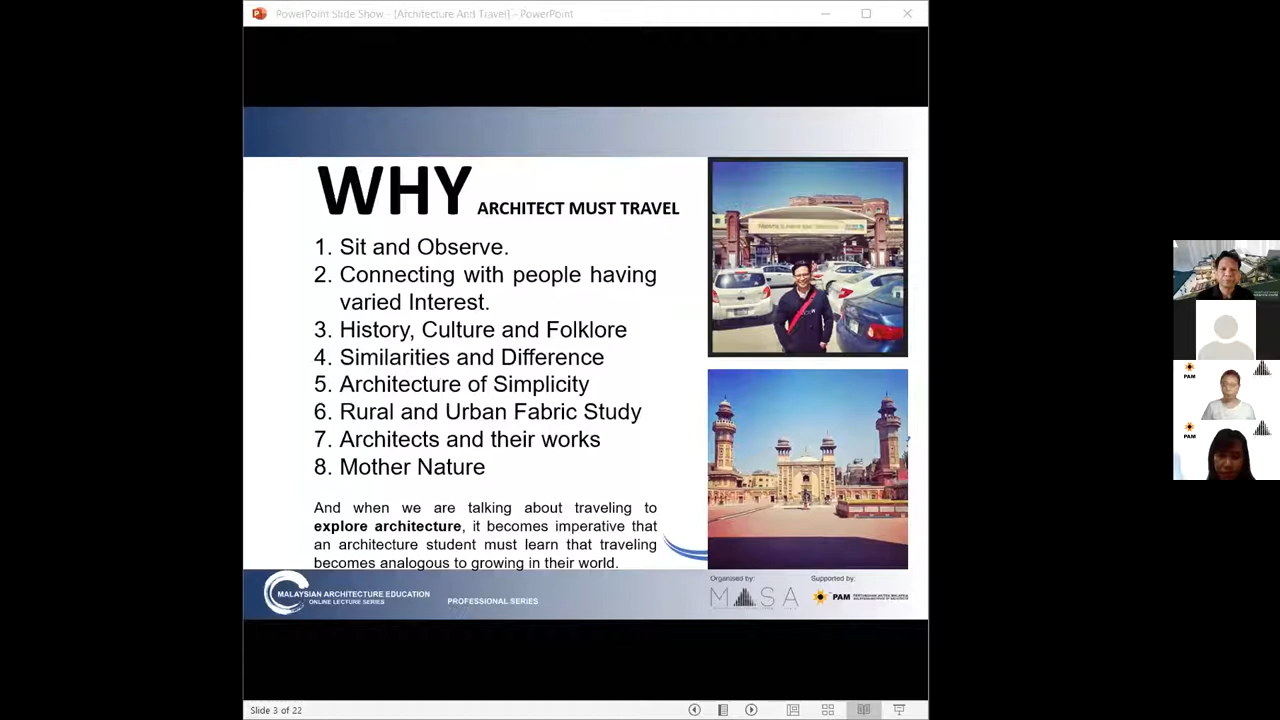 PowerPoint Slide Show - [Architecture And Travel] - PowerPoint
WHY ARCHITECT MUST TRAVEL
1. Sit and Observe.
2. Connecting with people having
varied Interest.
3. History, Culture and Folklore
4. Similarities and Difference
5. Architecture of Simplicity
6. Rural and Urban Fabric Study
7. Architects and their works
8. Mother Nature
And when we are talking about traveling to
explore architecture, it becomes imperative that
an architecture student must learn that traveling
becomes analogous to growing in their world.
MALAYSIAN ARCHITECTURE EDUCATION
ONLINE LECTURE SERIES
PROFESSIONAL SERIES
Organised by:
MASA
Supported by:
PAM
Slide 3 of 22
PAM
PAM